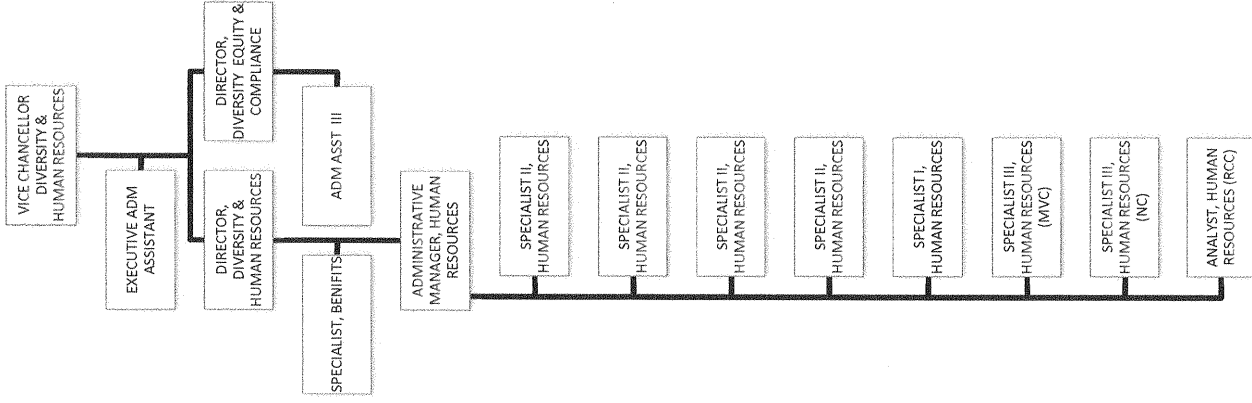 VICE CHANCELLOR
DIVERSITY &
HUMAN RESOURCES
EXECUTIVE ADM
ASSISTANT
DIRECTOR,
DIVERSITY &
HUMAN RESOURCES
DIRECTOR,
DIVERSITY EQUITY &
COMPLIANCE
SPECIALIST, BENIFITS
ADM ASST III
ADMINISTRATIVE
MANAGER, HUMAN
RESOURCES
SPECIALIST II,
HUMAN RESOURCES
SPECIALIST II,
HUMAN RESOURCES
SPECIALIST II,
HUMAN RESOURCES
SPECIALIST II,
HUMAN RESOURCES
SPECIALIST I,
HUMAN RESOURCES
SPECIALIST III,
HUMAN RESOURCES
(MVC)
SPECIALIST III,
HUMAN RESOURCES
(NC)
ANALYST, HUMAN
RESOURCES (RCC)